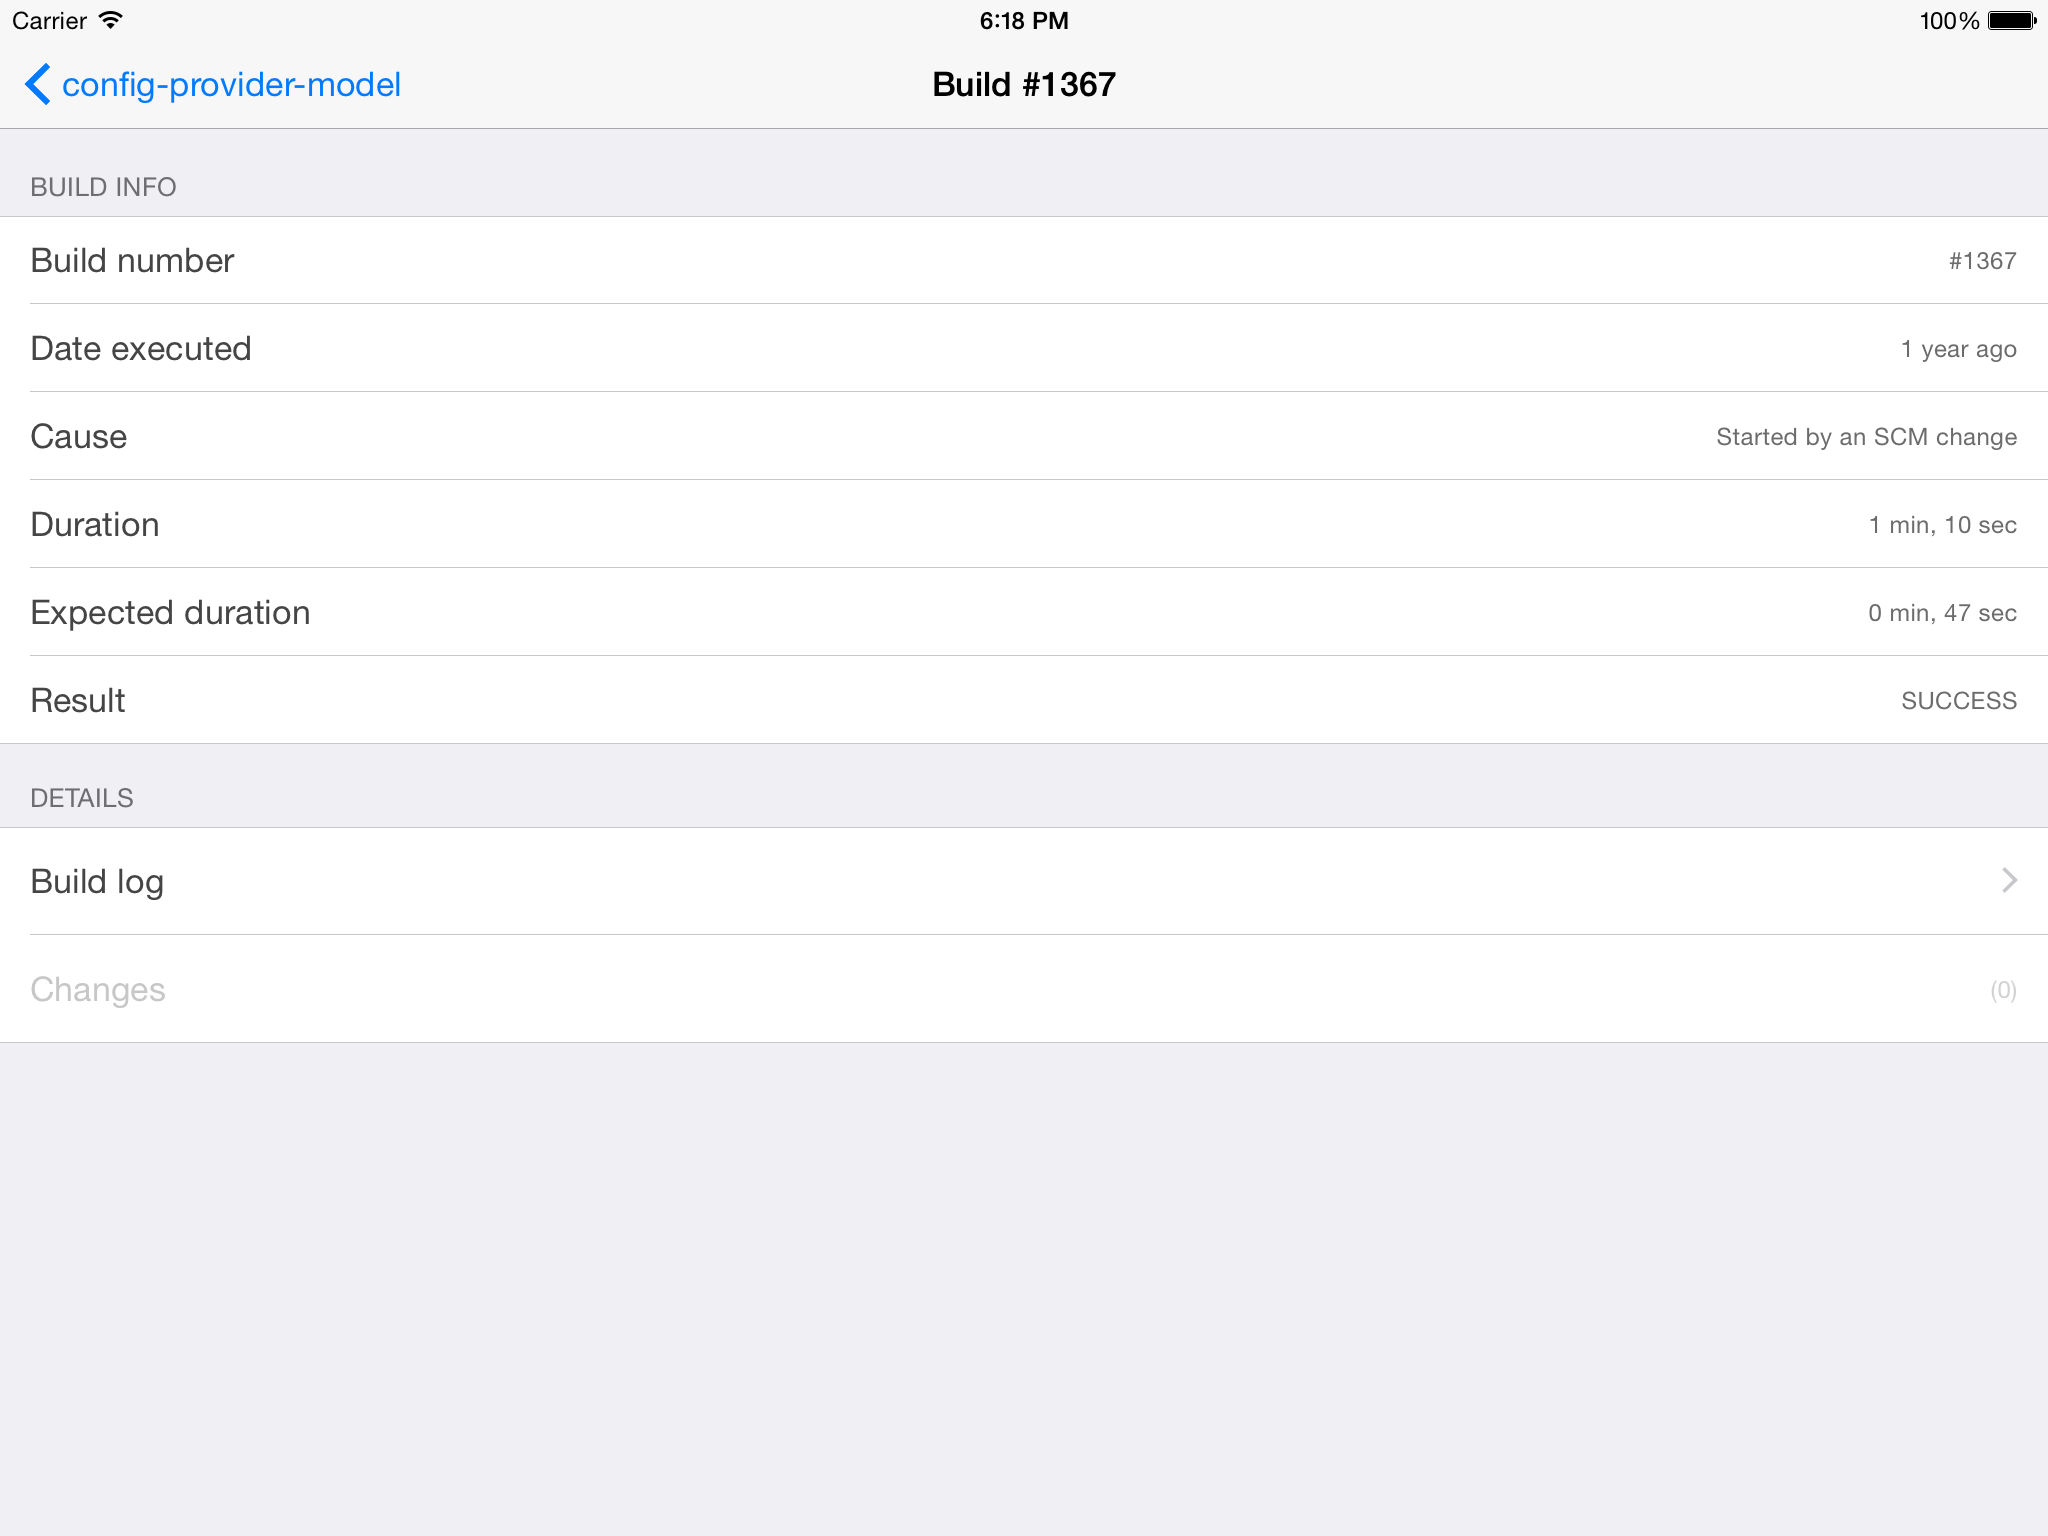 Carrier 6:18 PM 100%
config-provider-model Build #1367
BUILD INFO
Build number #1367
Date executed 1 year ago
Cause Started by an SCM change
Duration 1 min, 10 sec
Expected duration 0 min, 47 sec
Result SUCCESS
DETAILS
Build log
Changes (0)